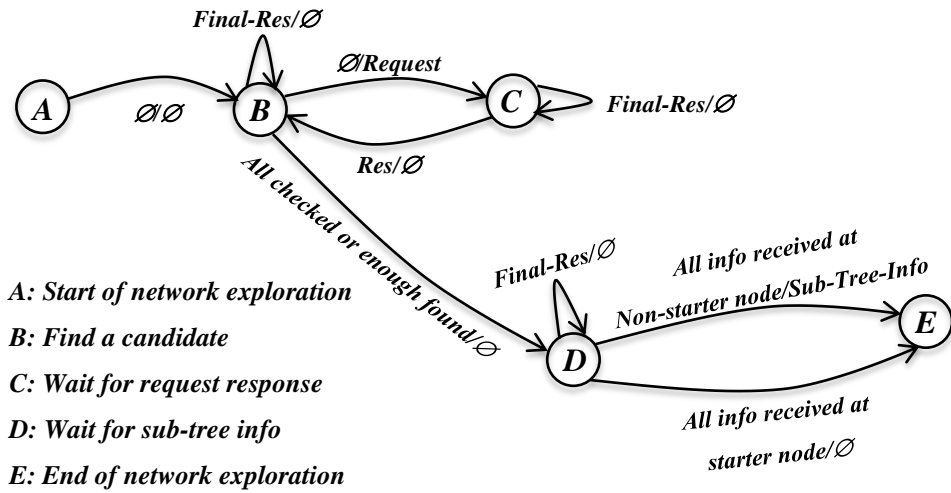 Final-Res/∅
∅/Request
A
B
C
∅/∅
Final-Res/∅
Res/∅
All checked or enough found/∅
Final-Res/∅
All info received at
Non-starter node/Sub-Tree-Info
E
D
All info received at
starter node/∅
A: Start of network exploration
B: Find a candidate
C: Wait for request response
D: Wait for sub-tree info
E: End of network exploration